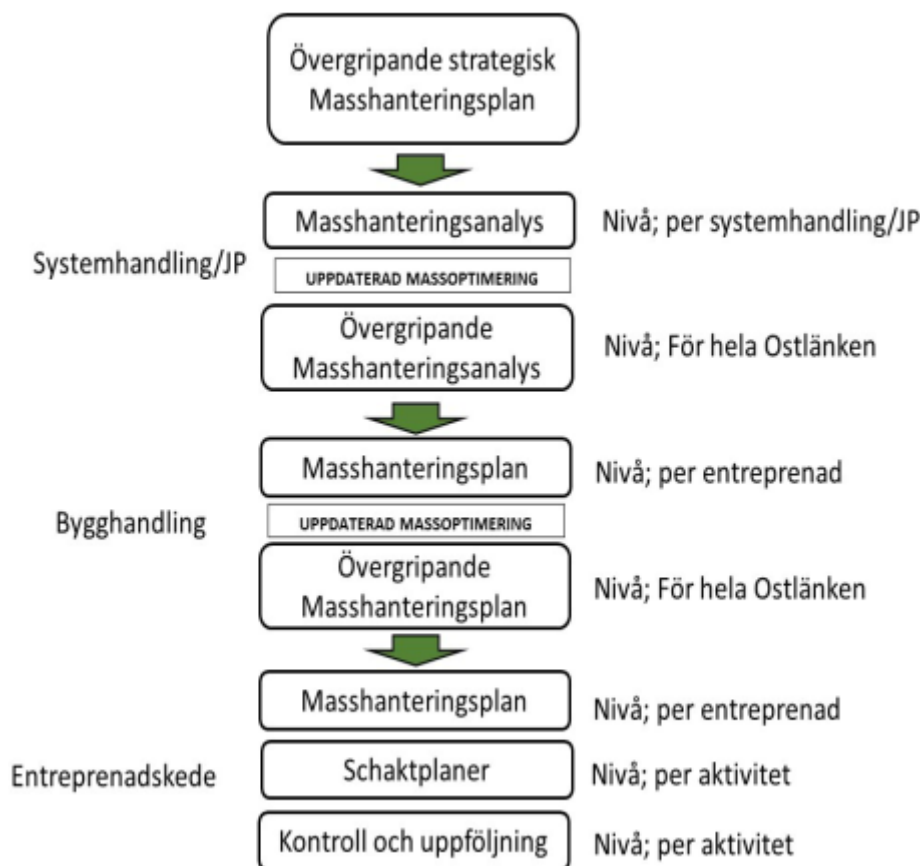 Övergripande strategisk
Masshanteringsplan
Masshanteringsanalys
Nivå; per systemhandling/JP
Systemhandling/JP
UPPDATERAD MASSOPTIMERING
Övergripande
Masshanteringsanalys
Nivå; För hela Ostlänken
Masshanteringsplan
Nivå; per entreprenad
Bygghandling
UPPDATERAD MASSOPTIMERING
Övergripande
Masshanteringsplan
Nivå; För hela Ostlänken
Masshanteringsplan
Nivå; per entreprenad
Entreprenadskede
Schaktplaner
Nivå; per aktivitet
Kontroll och uppföljning
Nivå; per aktivitet